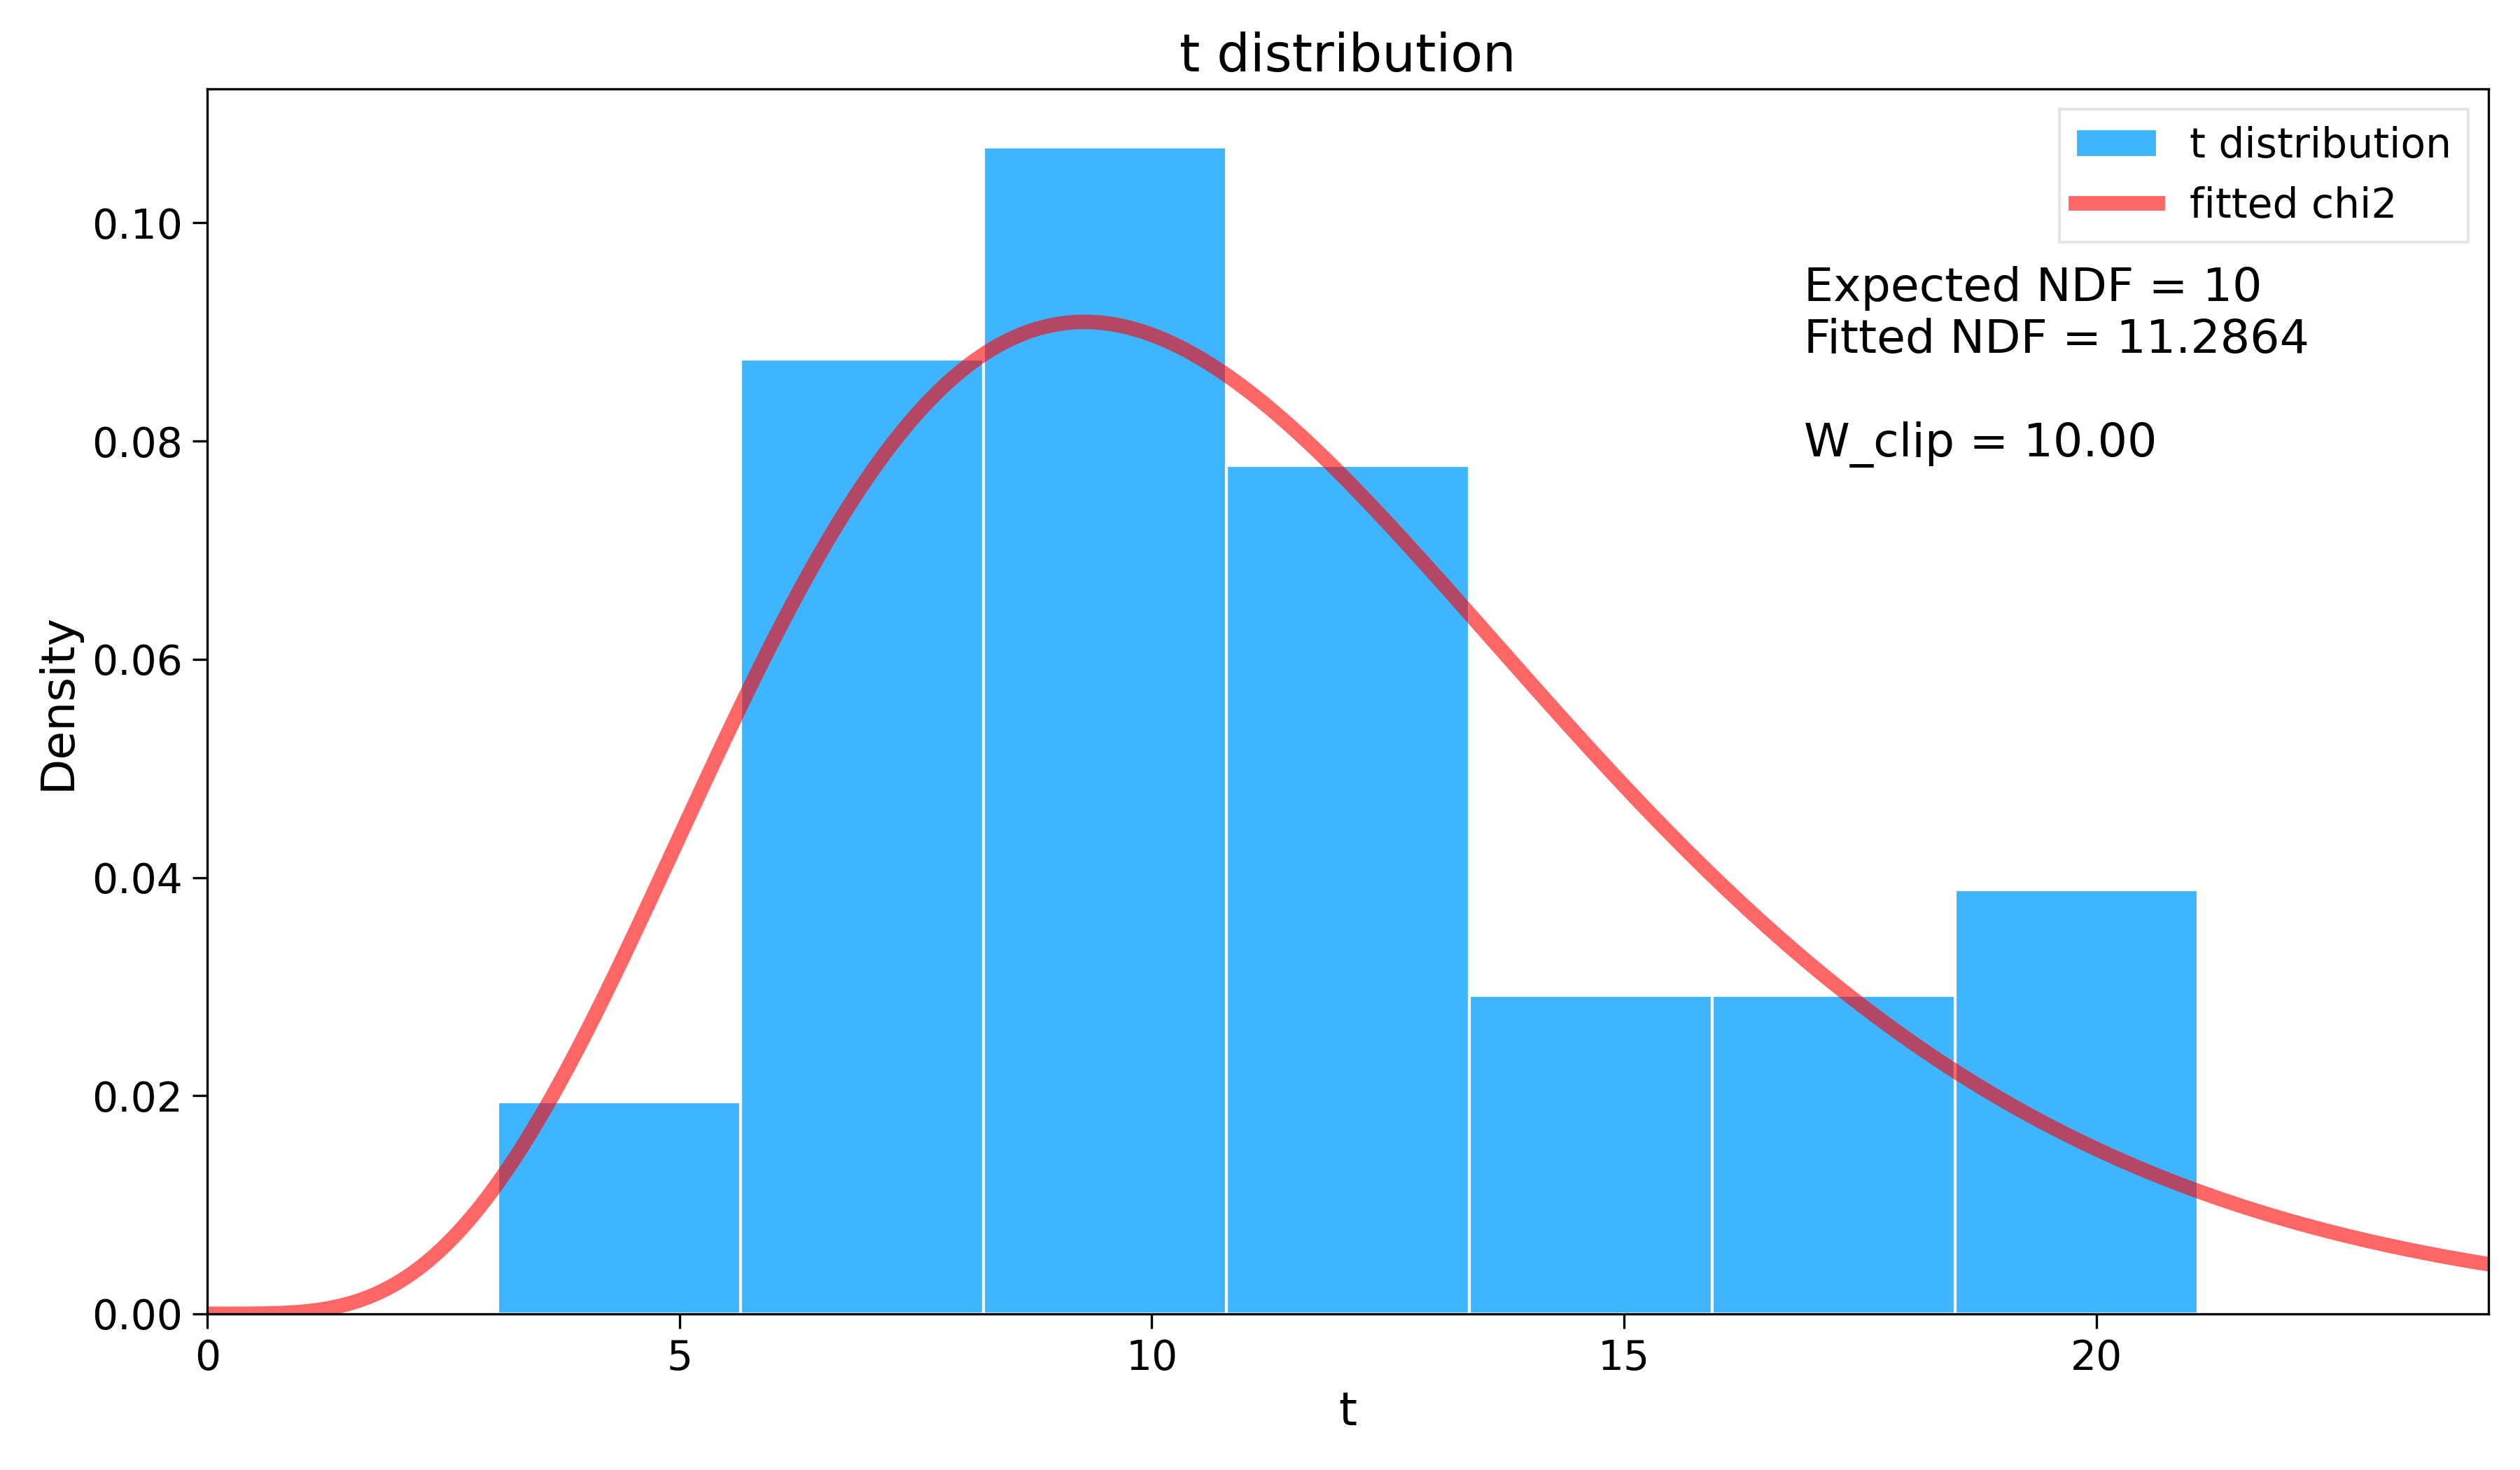 t distribution
t distribution
fitted chi2
Expected NDF = 10
Fitted NDF = 11.2864
W_clip = 10.00
Density
0.10
0.08
0.06
0.04
0.02
0.00
0
5
10
15
20
t